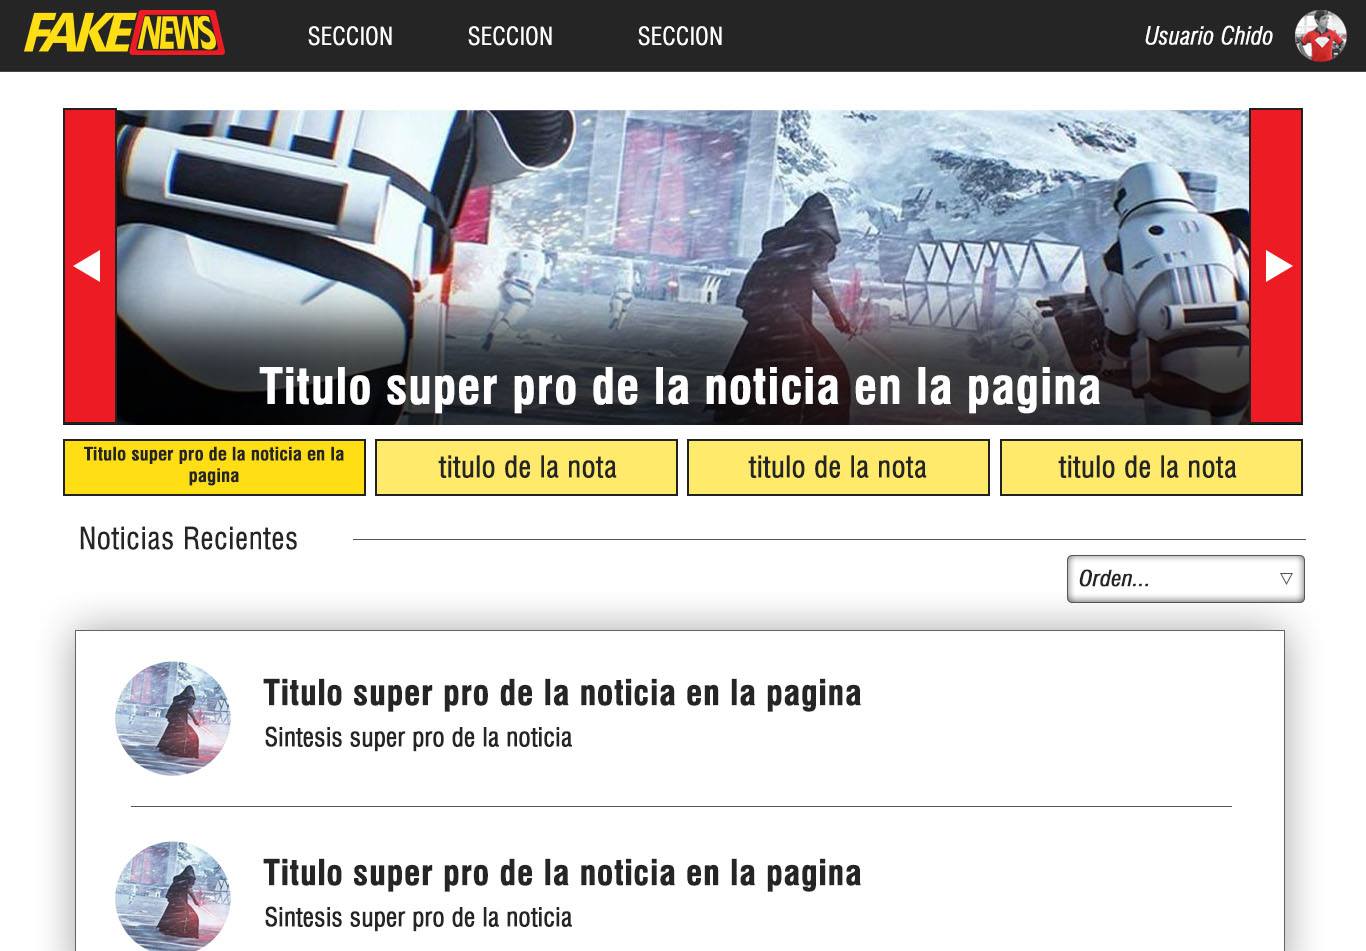 FAKE NEWS
SECCION
SECCION
SECCION
Usuario Chido
Titulo super pro de la noticia en la pagina
Titulo super pro de la noticia en la
pagina
titulo de la nota
titulo de la nota
titulo de la nota
Noticias Recientes
Orden...
Titulo super pro de la noticia en la pagina
Sintesis super pro de la noticia
Titulo super pro de la noticia en la pagina
Sintesis super pro de la noticia